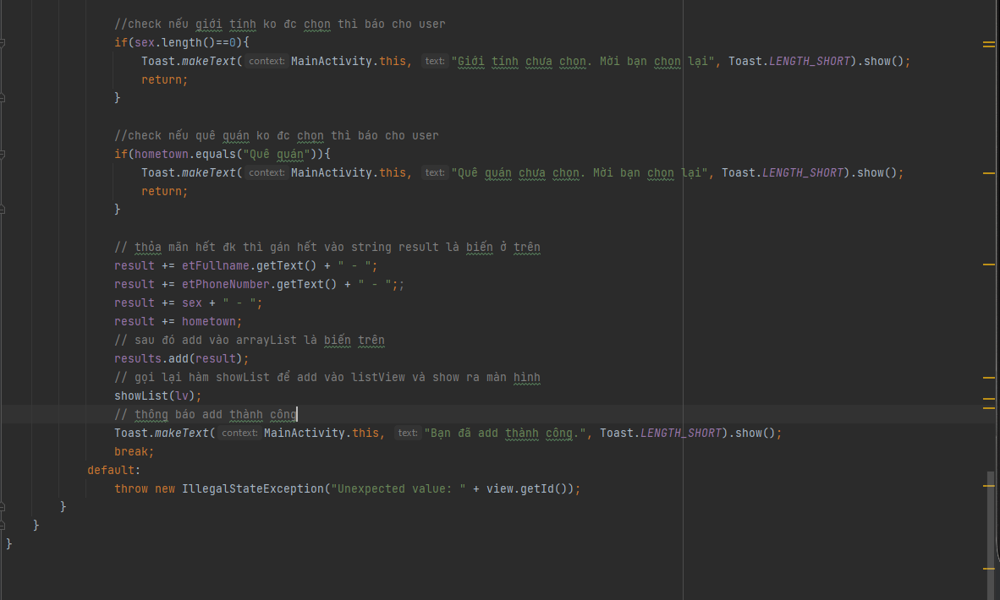 //check nếu giới tính ko đc chọn thì báo cho user
if(sex.length()==0){
Toast.makeText( context: MainActivity.this, text: "Giới tính chưa chọn. Mời bạn chọn lại", Toast.LENGTH_SHORT).show();
return;
}
//check nếu quê quán ko đc chọn thì báo cho user
if(hometown.equals("Quê quán")){
Toast.makeText( context: MainActivity.this, text: "Quê quán chưa chọn. Mời bạn chọn lại", Toast.LENGTH_SHORT).show();
return;
}
// thỏa mãn hết đk thì gán hết vào string result là biến ở trên
result += etFullname.getText() + " - ";
result += etPhoneNumber.getText() + " - ";;
result += sex + " - ";
result += hometown;
// sau đó add vào arrayList là biến trên
results.add(result);
// gọi lại hàm showList để add vào listView và show ra màn hình
showList(lv);
// thông báo add thành công
Toast.makeText( context: MainActivity.this, text: "Bạn đã add thành công.", Toast.LENGTH_SHORT).show();
break;
default:
throw new IllegalStateException("Unexpected value: " + view.getId());
}
}
}